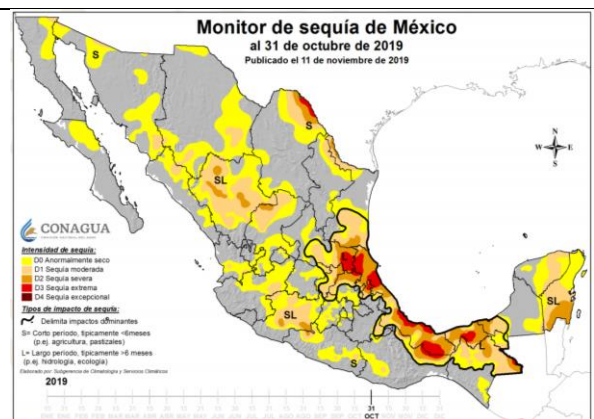 Monitor de sequía de México
al 31 de octubre de 2019
Publicado el 11 de noviembre de 2019
S
S
SL
N
W E
S
CONAGUA
Intensidad de sequía:
D0 Anormalmente seco
D1 Sequía moderada
D2 Sequía severa
D3 Sequía extrema
D4 Sequía excepcional
Tipos de impacto de sequía:
Delimita impactos dominantes
S= Corto período, típicamente <6meses
(p.ej. agricultura, pastizales)
L= Largo período, típicamente >6 meses
(p.ej. hidrología, ecología)
Elaborado por: Subgerencia de Climatología y Servicios Climáticos
SL
L
SL
S
2019
31
OCT